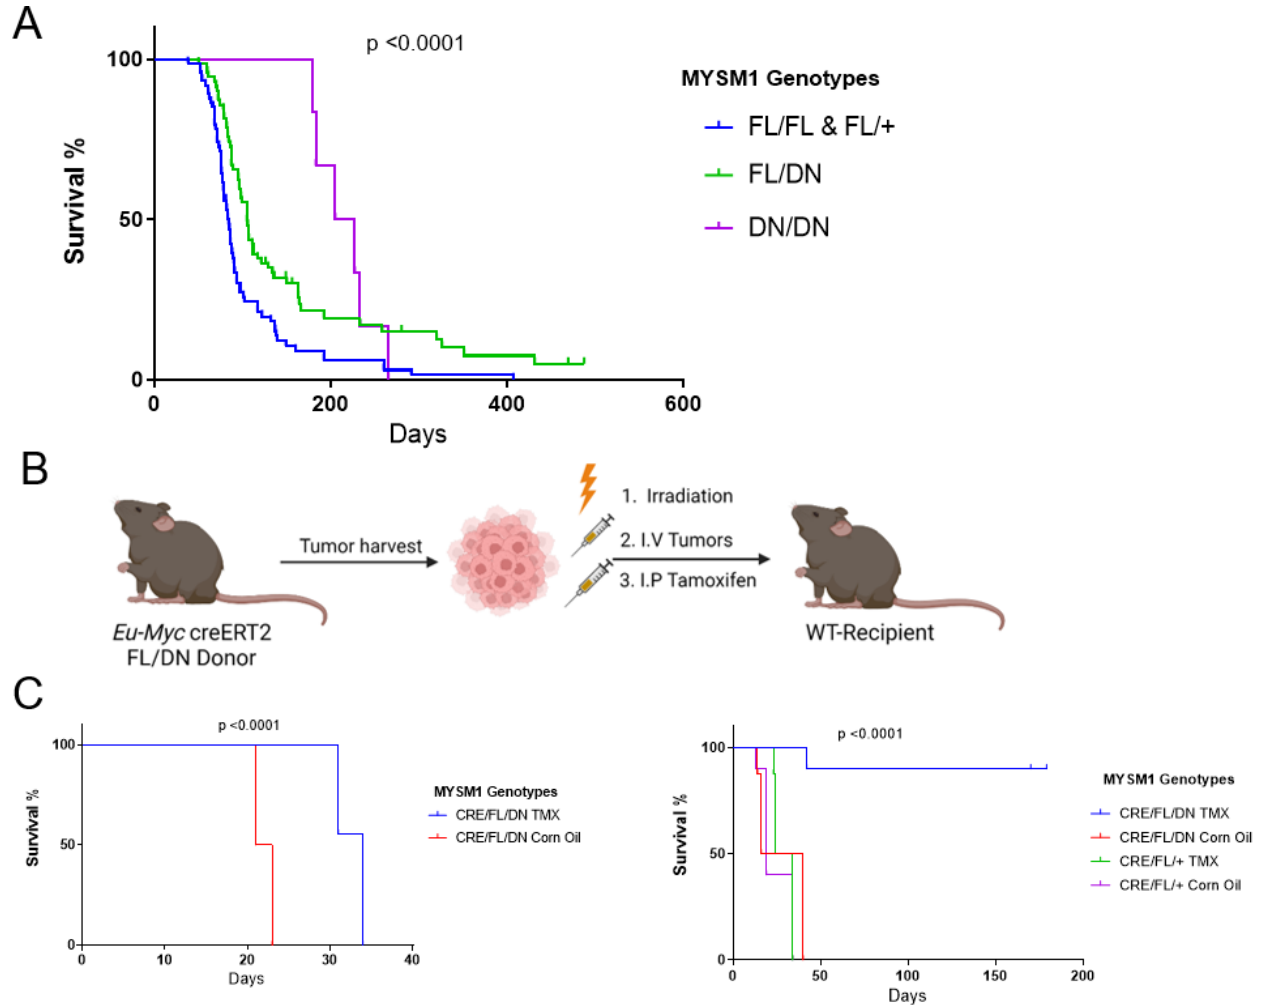 A
p <0.0001
100
50
0
Survival %
0 200 400 600
Days
MYSM1 Genotypes
FL/FL & FL/+
FL/DN
DN/DN
B
Tumor harvest
1. Irradiation
2. I.V Tumors
3. I.P Tamoxifen
Eu-Myc creERT2
FL/DN Donor
WT-Recipient
C
p <0.0001
100
50
0
Survival %
0 10 20 30 40
Days
MYSM1 Genotypes
CRE/FL/DN TMX
CRE/FL/DN Corn Oil
p <0.0001
100
50
0
Survival %
0 50 100 150 200
Days
MYSM1 Genotypes
CRE/FL/DN TMX
CRE/FL/DN Corn Oil
CRE/FL/+ TMX
CRE/FL/+ Corn Oil